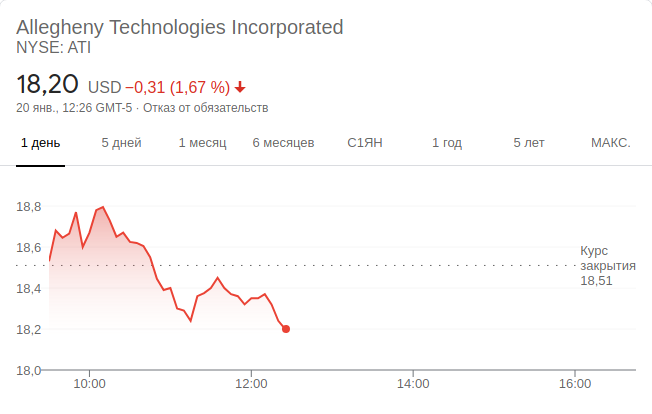 Allegheny Technologies Incorporated
NYSE: ATI
18,20 USD −0,31 (1,67 %)
20 янв., 12:26 GMT-5 · Отказ от обязательств
1 день 5 дней 1 месяц 6 месяцев С1ЯН 1 год 5 лет МАКС.
18,8
18,6
Курс
закрытия
18,51
18,4
18,2
18,0
10:00 12:00 14:00 16:00